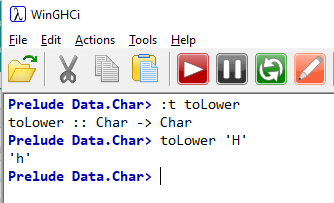 WinGHCi
File Edit Actions Tools Help
Prelude Data.Char> :t toLower
toLower :: Char -> Char
Prelude Data.Char> toLower 'H'
'h'
Prelude Data.Char>